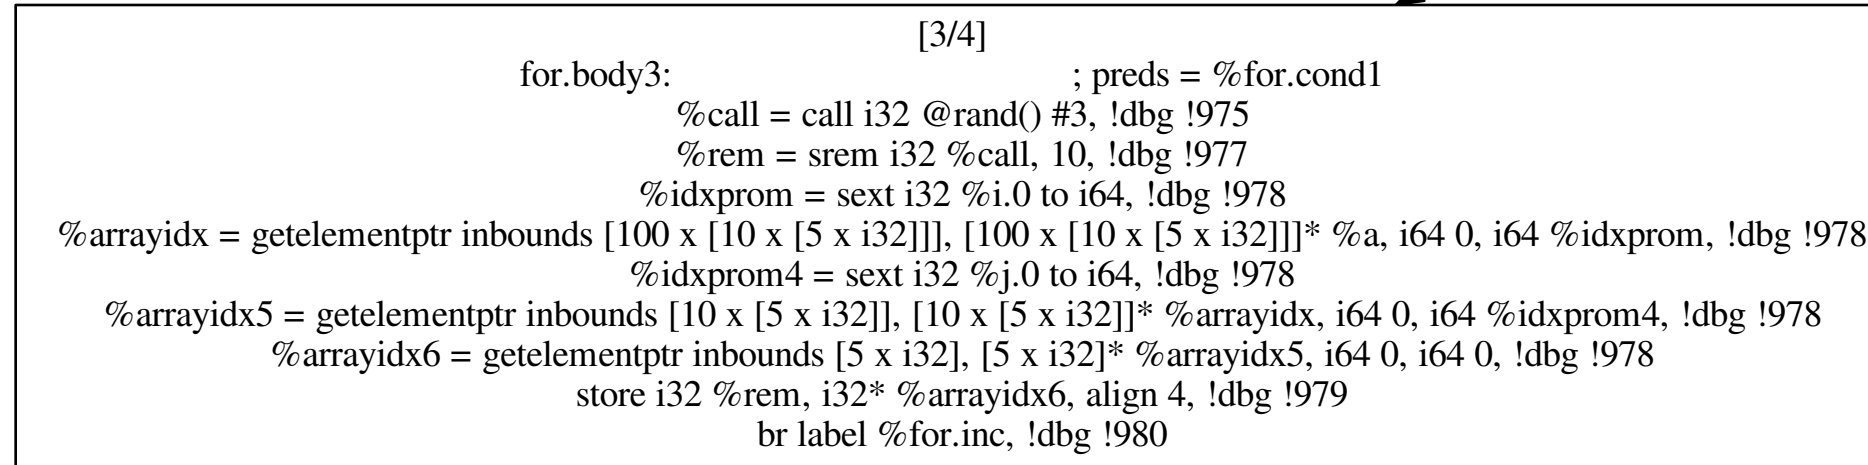 [3/4]
for.body3: ; preds = %for.cond1
%call = call i32 @rand() #3, !dbg !975
%rem = srem i32 %call, 10, !dbg !977
%idxprom = sext i32 %i.0 to i64, !dbg !978
%arrayidx = getelementptr inbounds [100 x [10 x [5 x i32]]], [100 x [10 x [5 x i32]]]* %a, i64 0, i64 %idxprom, !dbg !978
%idxprom4 = sext i32 %j.0 to i64, !dbg !978
%arrayidx5 = getelementptr inbounds [10 x [5 x i32]], [10 x [5 x i32]]* %arrayidx, i64 0, i64 %idxprom4, !dbg !978
%arrayidx6 = getelementptr inbounds [5 x i32], [5 x i32]* %arrayidx5, i64 0, i64 0, !dbg !978
store i32 %rem, i32* %arrayidx6, align 4, !dbg !979
br label %for.inc, !dbg !980